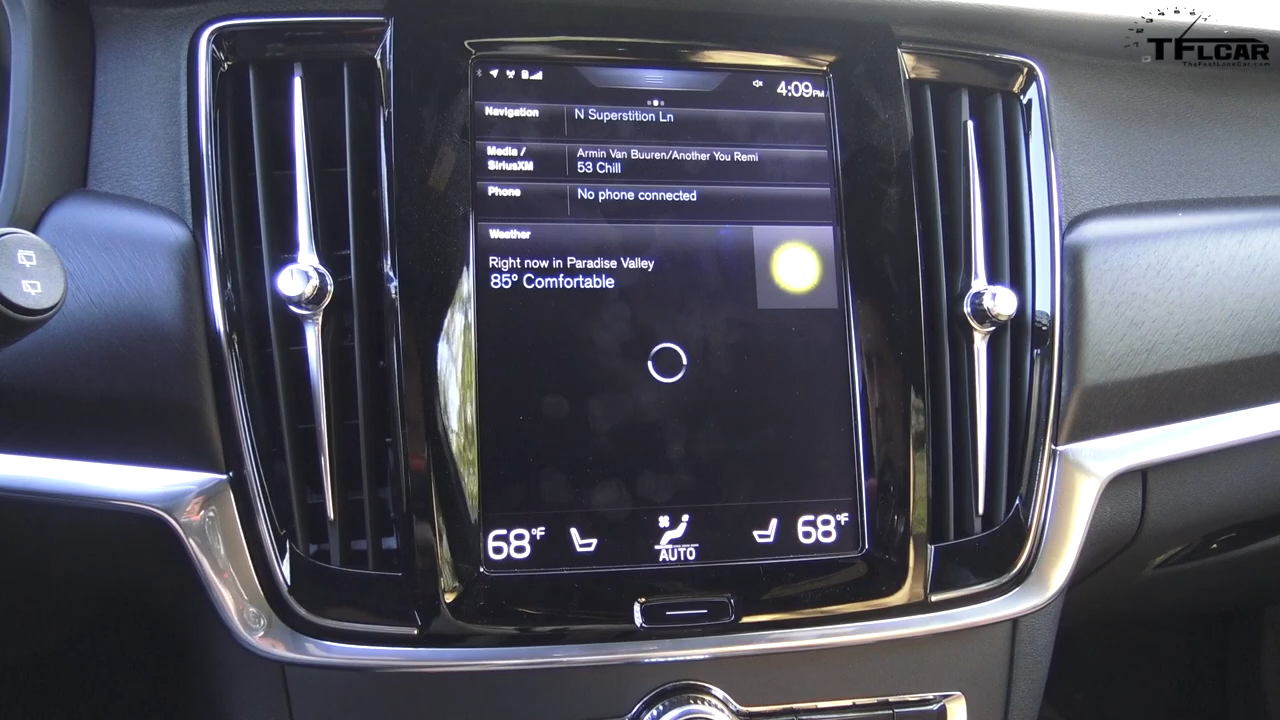 TFLCAR
TheFastLaneCar.com
4:09PM
Navigation
N Superstition Ln
Media /
SiriusXM
Armin Van Buuren/Another You Remi
53 Chill
Phone
No phone connected
Weather
Right now in Paradise Valley
85° Comfortable
68°F
AUTO
68°F